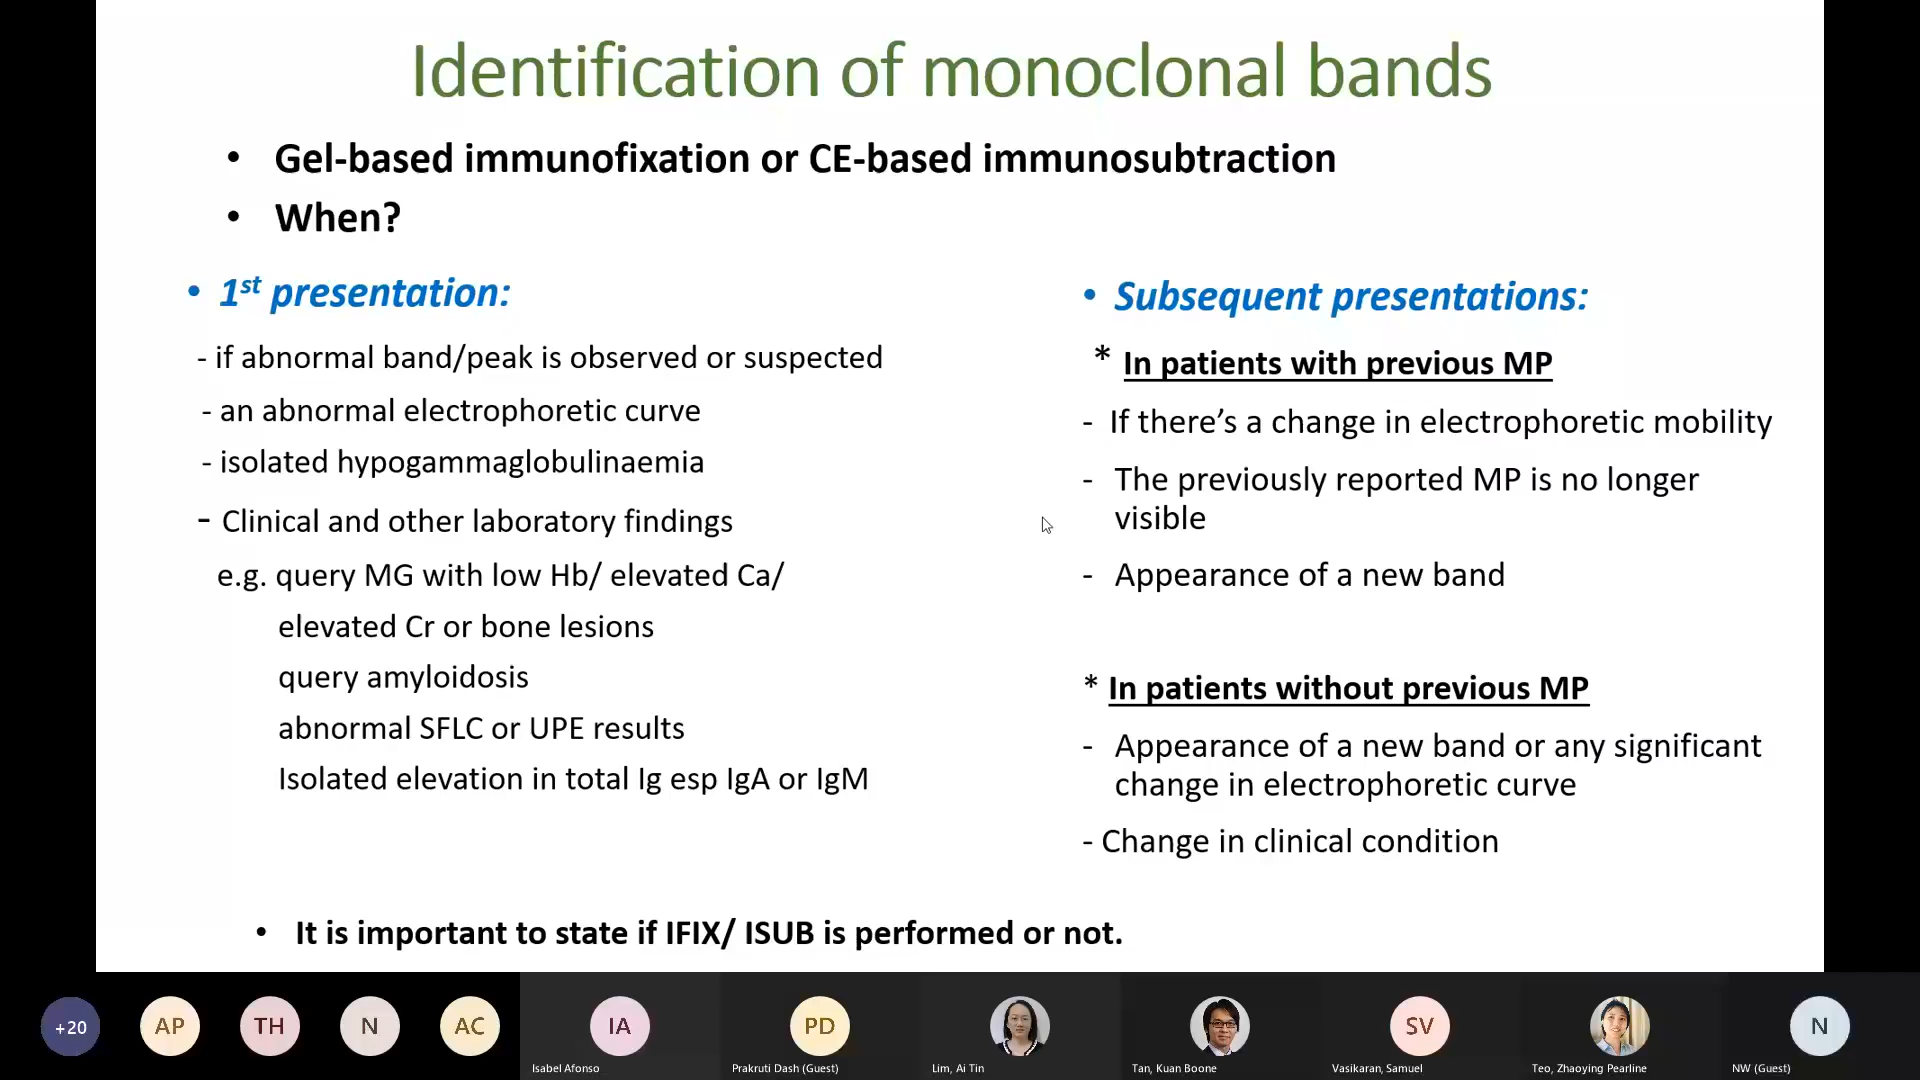 Identification of monoclonal bands
• Gel-based immunofixation or CE-based immunosubtraction
• When?
• 1st presentation:
- if abnormal band/peak is observed or suspected
- an abnormal electrophoretic curve
- isolated hypogammaglobulinaemia
- Clinical and other laboratory findings
e.g. query MG with low Hb/ elevated Ca/
elevated Cr or bone lesions
query amyloidosis
abnormal SFLC or UPE results
Isolated elevation in total Ig esp IgA or IgM
• Subsequent presentations:
* In patients with previous MP
- If there’s a change in electrophoretic mobility
- The previously reported MP is no longer
visible
- Appearance of a new band
* In patients without previous MP
- Appearance of a new band or any significant
change in electrophoretic curve
- Change in clinical condition
• It is important to state if IFIX/ ISUB is performed or not.
+20
AP
TH
N
AC
IA
PD
SV
N
Isabel Afonso
Prakruti Dash (Guest)
Lim, Ai Tin
Tan, Kuan Boone
Vasikaran, Samuel
Teo, Zhaoying Pearline
NW (Guest)